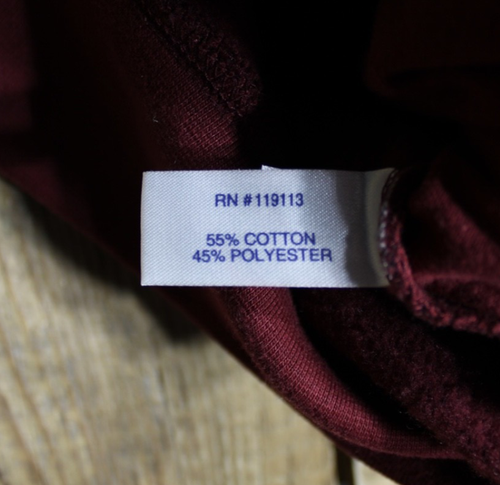 RN #119113
55% COTTON
45% POLYESTER